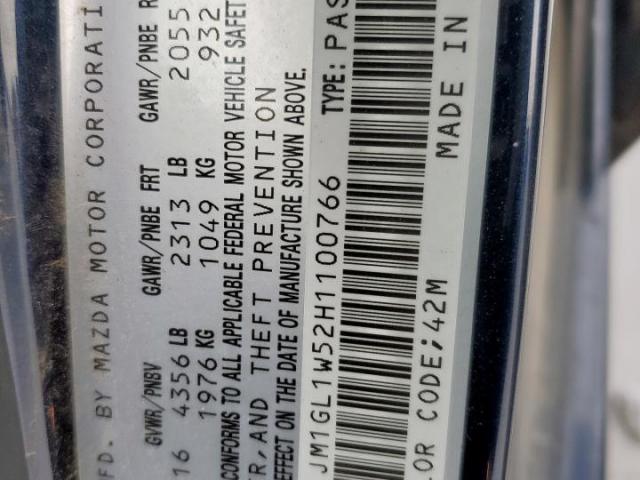 FD. BY MAZDA MOTOR CORPORATI
GVWR/PNBV GAWR/PNBE FRT GAWR/PNBE R
16 4356 LB 2313 LB 2055
1976 KG 1049 KG 932
CONFORMS TO ALL APPLICABLE FEDERAL MOTOR VEHICLE SAFET
R, AND THEFT PREVENTION
EFFECT ON THE DATE OF MANUFACTURE SHOWN ABOVE.
JM1GL1W52H1100766 TYPE: PAS
LOR CODE;42M MADE IN